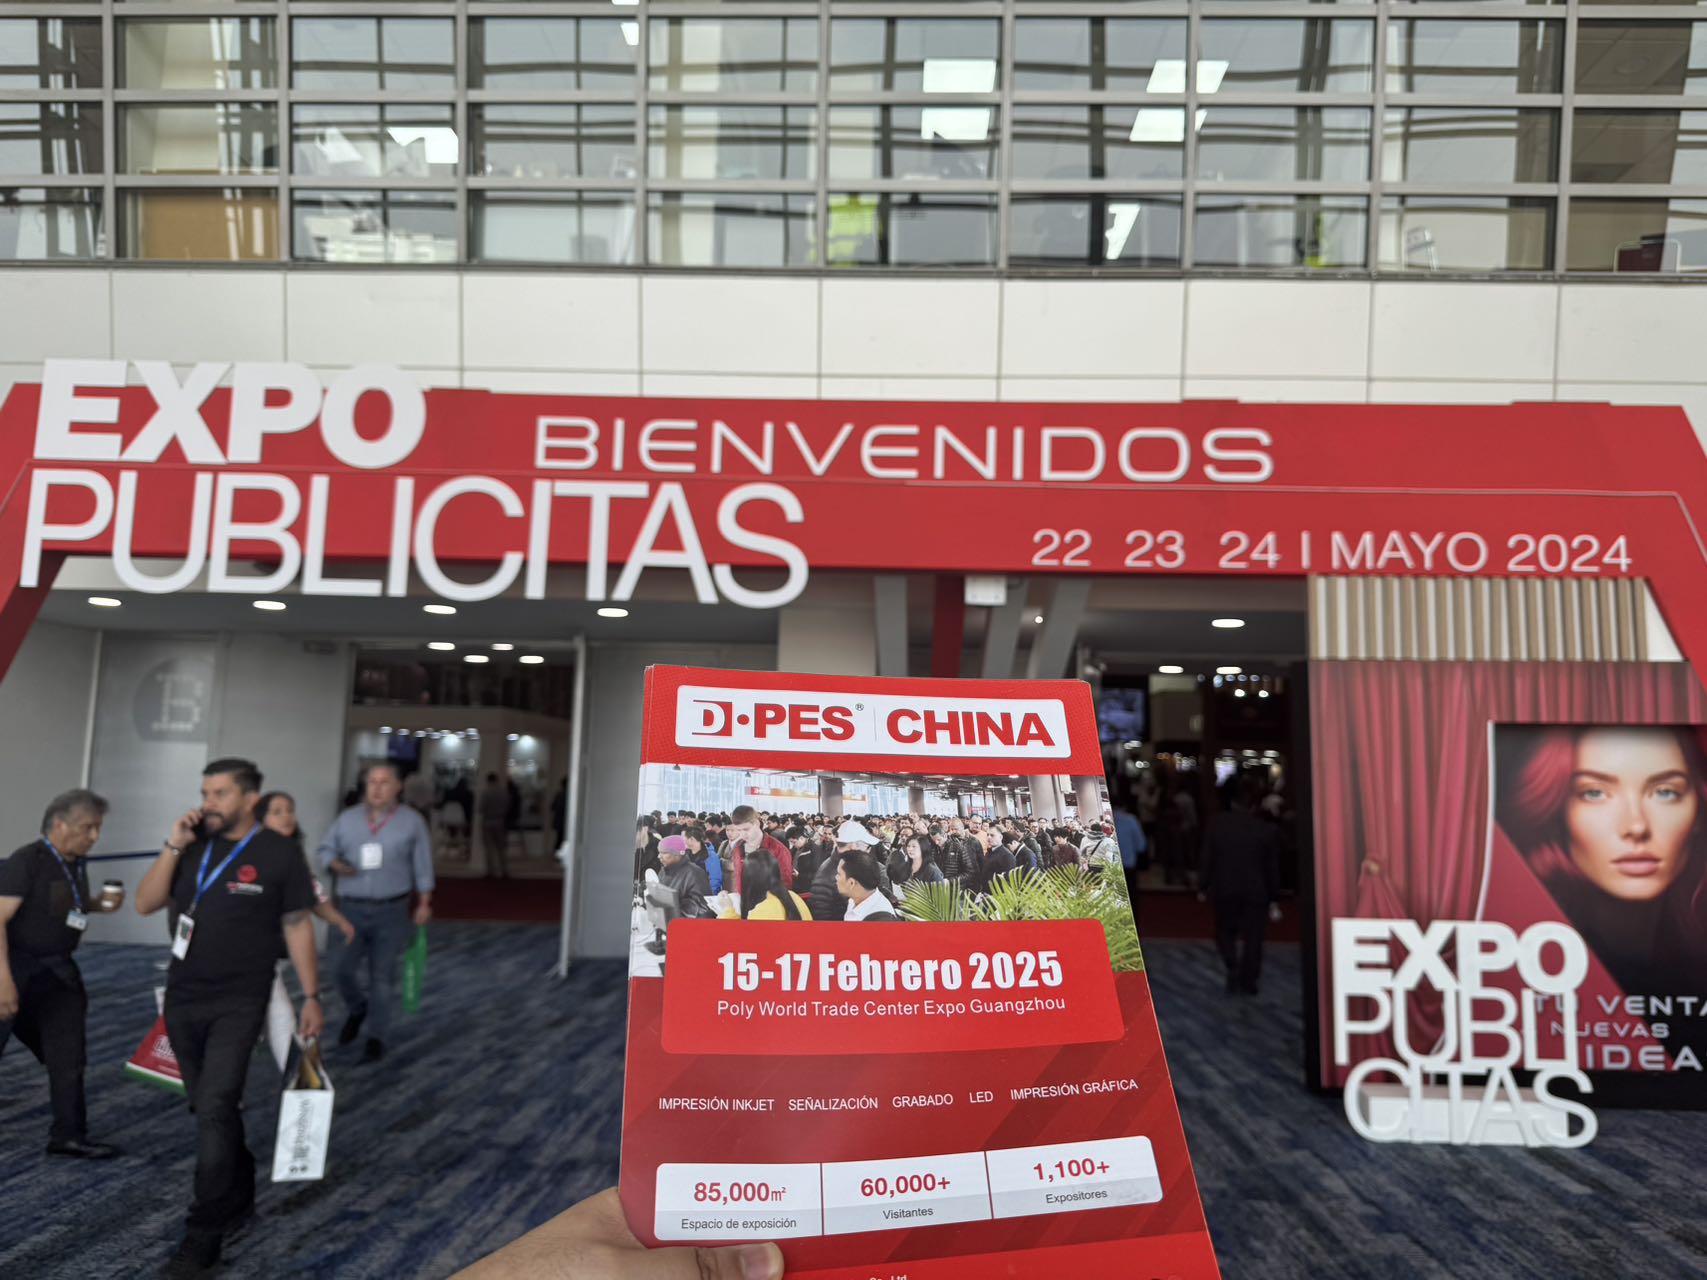 EXPO
PUBLICITAS
BIENVENIDOS
22 23 24 | MAYO 2024
D·PES® CHINA
15-17 Febrero 2025
Poly World Trade Center Expo Guangzhou
IMPRESIÓN INKJET SEÑALIZACIÓN GRABADO LED IMPRESIÓN GRÁFICA
85,000㎡
Espacio de exposición
60,000+
Visitantes
1,100+
Expositores
EXPO
PUBLI
CITAS
TU VENTA
NUEVAS
IDEA